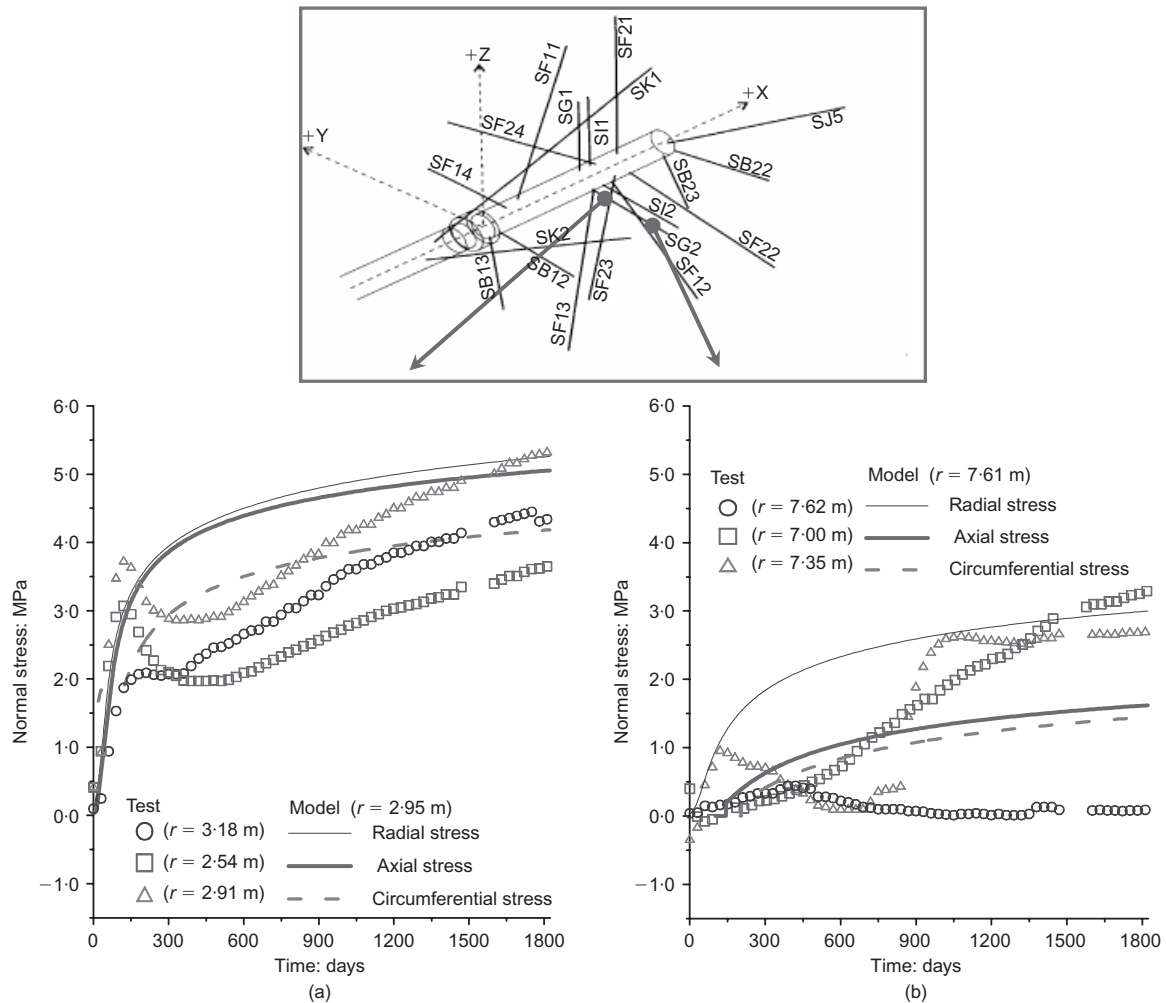 +Z
SF11
SF21
SG1
SI1
SK1
+X
SJ5
SF24
+Y
SF14
SB22
SB23
SI2
SK2
SG2
SF22
SB13
SB12
SF23
SF12
SF13
6·0
5·0
4·0
3·0
2·0
1·0
0·0
−1·0
Normal stress: MPa
Test
(r = 3·18 m)
(r = 2·54 m)
(r = 2·91 m)
Model (r = 2·95 m)
Radial stress
Axial stress
Circumferential stress
0 300 600 900 1200 1500 1800
Time: days
(a)
6·0
5·0
4·0
3·0
2·0
1·0
0·0
−1·0
Normal stress: MPa
Test
(r = 7·62 m)
(r = 7·00 m)
(r = 7·35 m)
Model (r = 7·61 m)
Radial stress
Axial stress
Circumferential stress
0 300 600 900 1200 1500 1800
Time: days
(b)